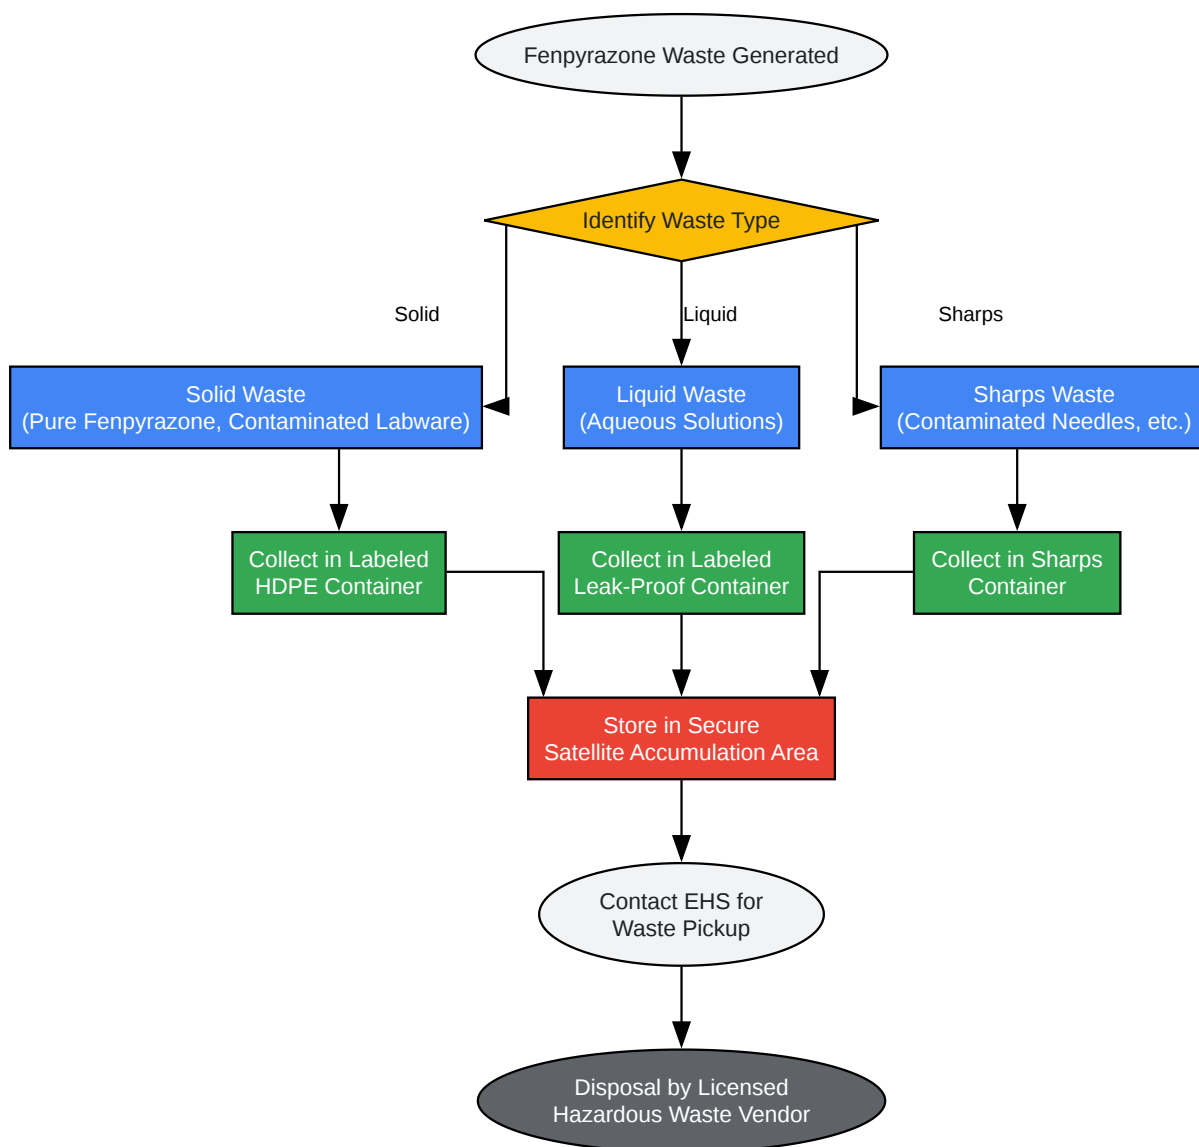 Fenpyrazone Waste Generated
Identify Waste Type
Solid
Liquid
Sharps
Solid Waste
(Pure Fenpyrazone, Contaminated Labware)
Liquid Waste
(Aqueous Solutions)
Sharps Waste
(Contaminated Needles, etc.)
Collect in Labeled
HDPE Container
Collect in Labeled
Leak-Proof Container
Collect in Sharps
Container
Store in Secure
Satellite Accumulation Area
Contact EHS for
Waste Pickup
Disposal by Licensed
Hazardous Waste Vendor